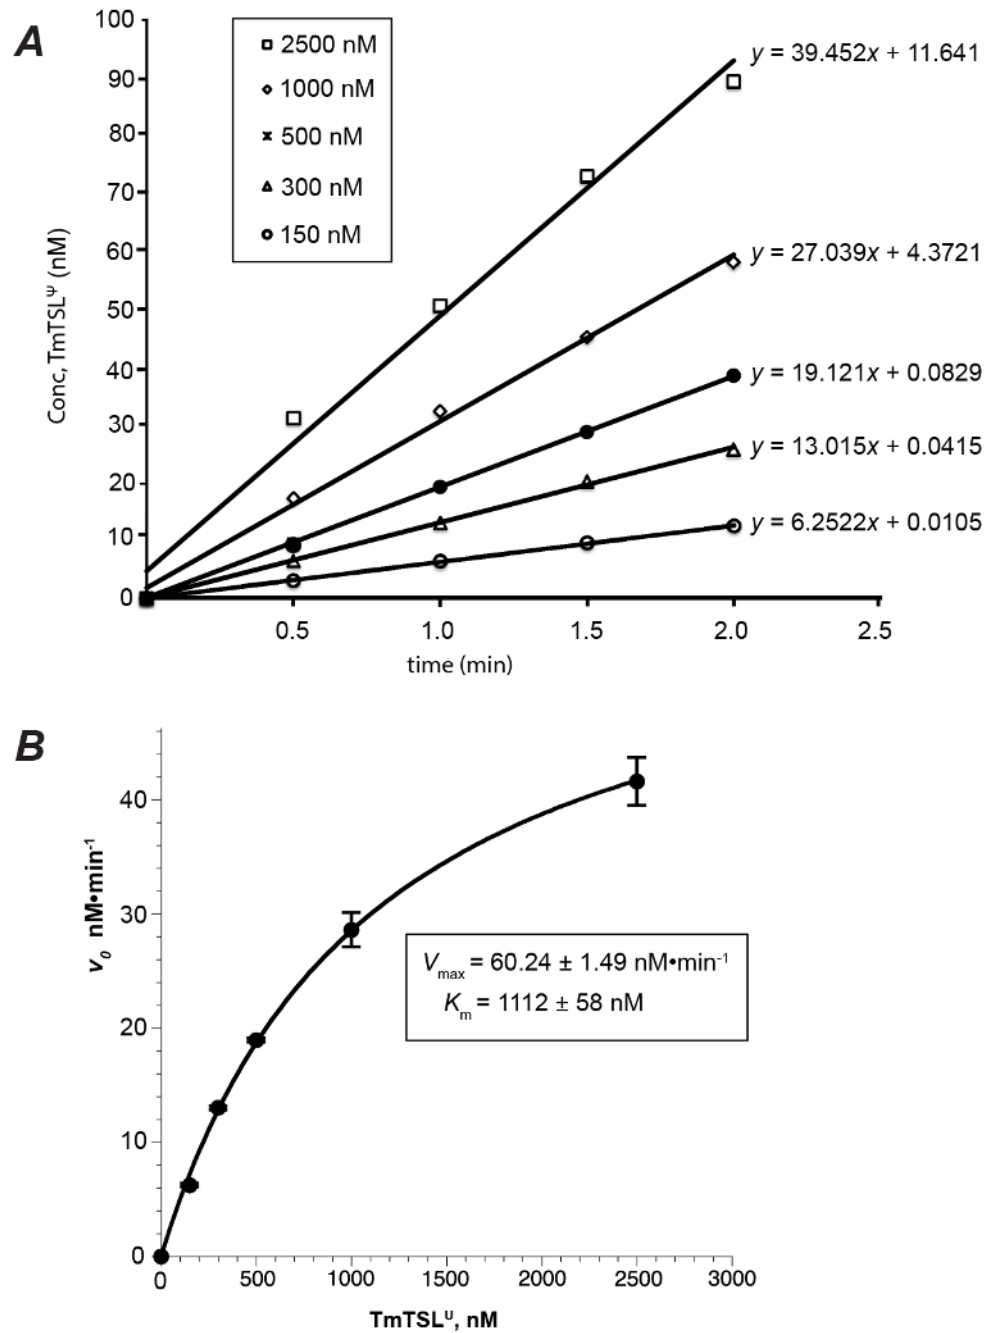 A
100
90
80
70
60
50
40
30
20
10
0
Conc, TmTSL�Ψ (nM)
2500 nM
1000 nM
500 nM
300 nM
150 nM
y = 39.452x + 11.641
y = 27.039x + 4.3721
y = 19.121x + 0.0829
y = 13.015x + 0.0415
y = 6.2522x + 0.0105
0.5 1.0 1.5 2.0 2.5
time (min)
B
40
30
20
10
0
v₀ nM•min⁻¹
Vmax = 60.24 ± 1.49 nM•min⁻¹
Km = 1112 ± 58 nM
0 500 1000 1500 2000 2500 3000
TmTSLᵁ, nM